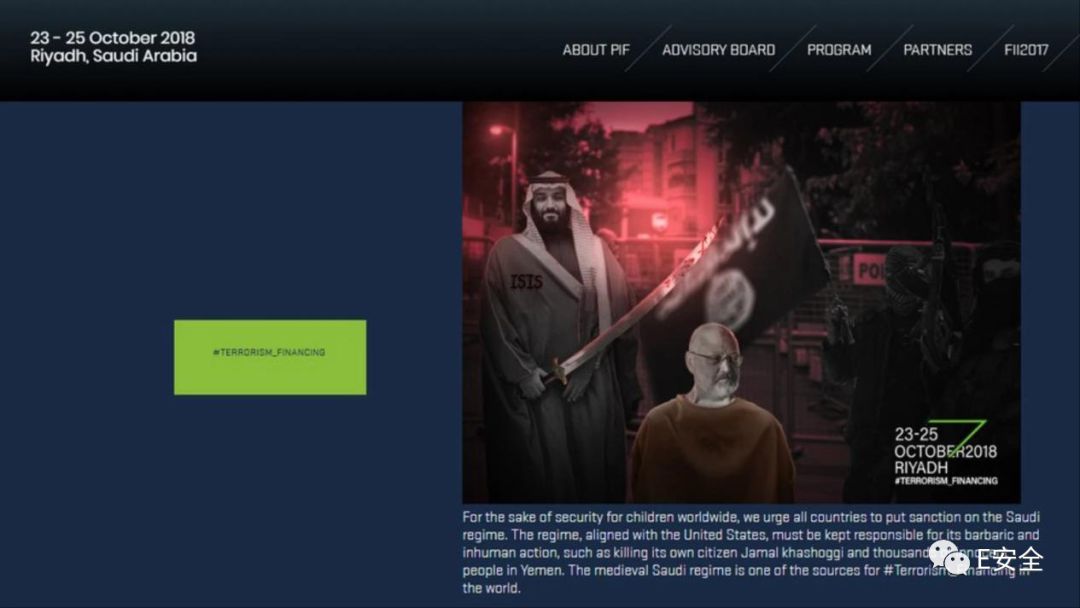 23 - 25 October 2018
Riyadh, Saudi Arabia
ABOUT PIF
ADVISORY BOARD
PROGRAM
PARTNERS
FII2017
ISIS
#TERRORISM_FINANCING
23-25
OCTOBER2018
RIYADH
#TERRORISM_FINANCING
For the sake of security for children worldwide, we urge all countries to put sanction on the Saudi
regime. The regime, aligned with the United States, must be kept responsible for its barbaric and
inhuman action, such as killing its own citizen Jamal khashoggi and
people in Yemen. The medieval Saudi regime is one of the sources for
the world.
E安全